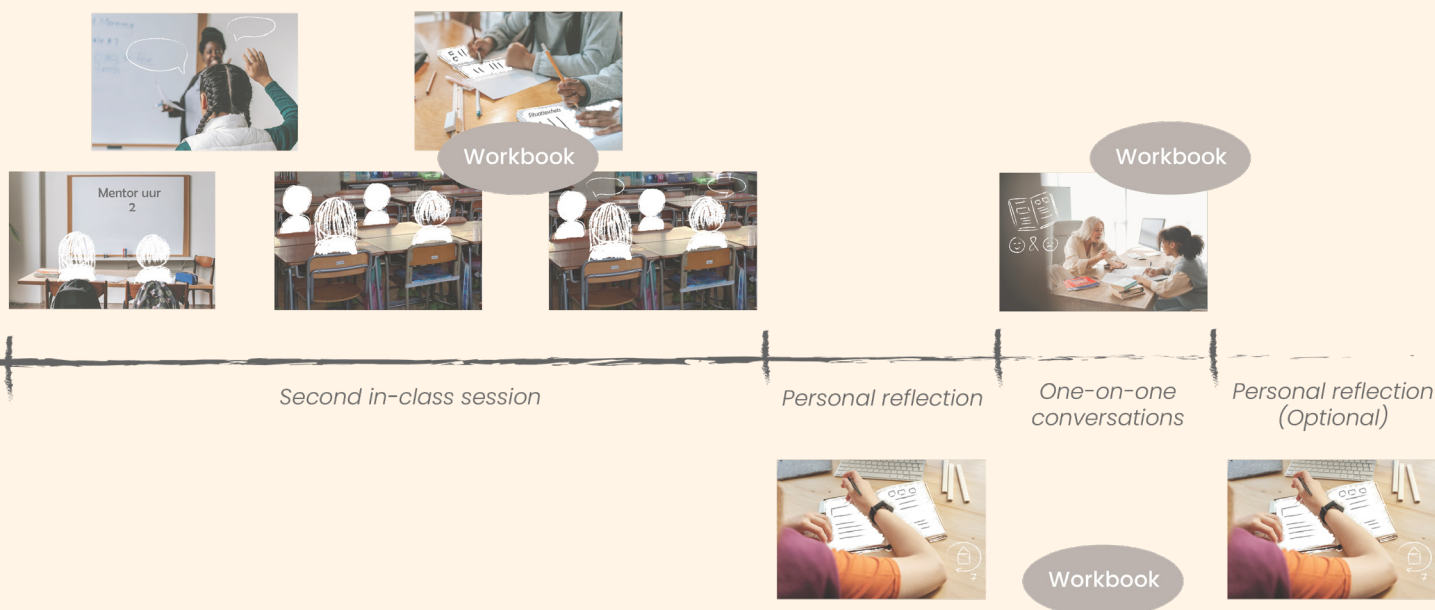 Situatieschets
Workbook
Workbook
Mentor uur
2
Second in-class session
Personal reflection
One-on-one
conversations
Personal reflection
(Optional)
Workbook